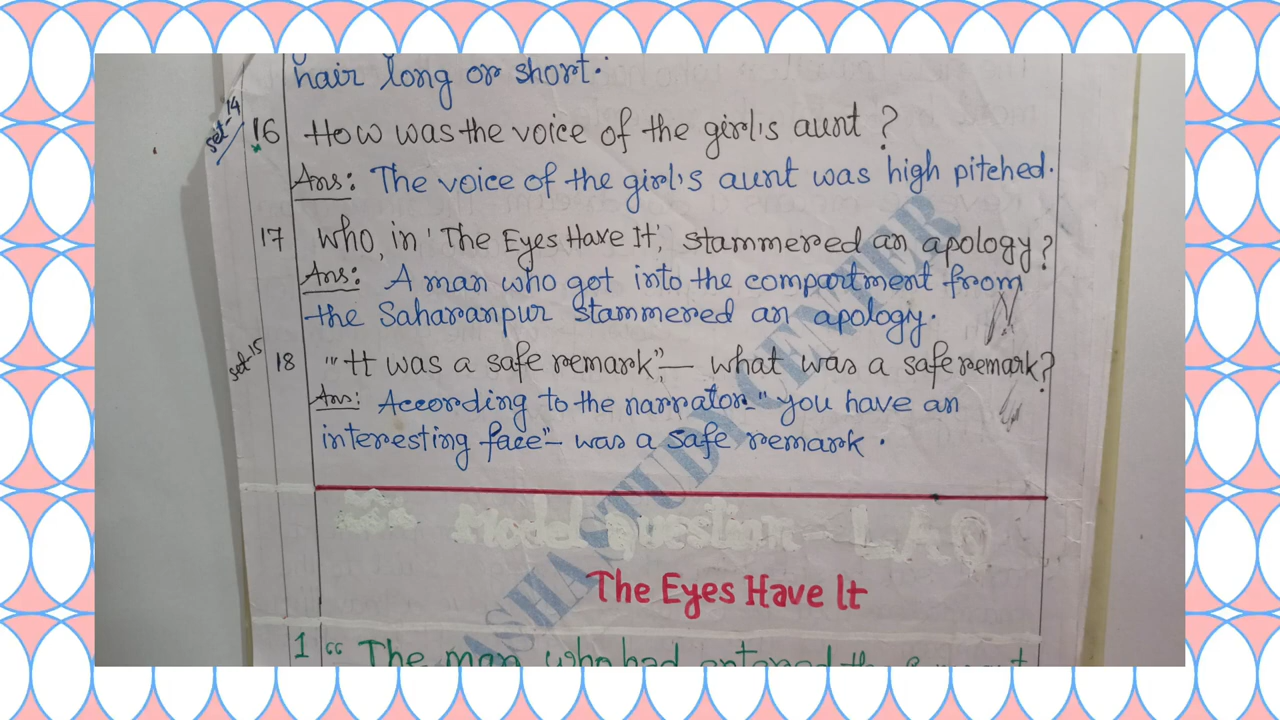 hair long or short.
set-14
16 How was the voice of the girl's aunt ?
Ans: The voice of the girl's aunt was high pitched.
17 Who, in 'The Eyes Have It', stammered an apology?
Ans: A man who got into the compartment from
the Saharanpur stammered an apology.
set-15
18 "It was a safe remark",— what was a safe remark?
Ans: According to the narrator "you have an
interesting face"— was a safe remark.
Model Question - L.A.Q
The Eyes Have It
1 "The man who had entered the
ASHA STUDY CENTER